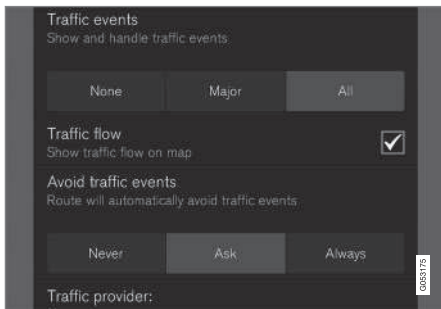 Traffic events
Show and handle traffic events
None Major All
Traffic flow
Show traffic flow on map
Avoid traffic events
Route will automatically avoid traffic events
Never Ask Always
Traffic provider:
G053175